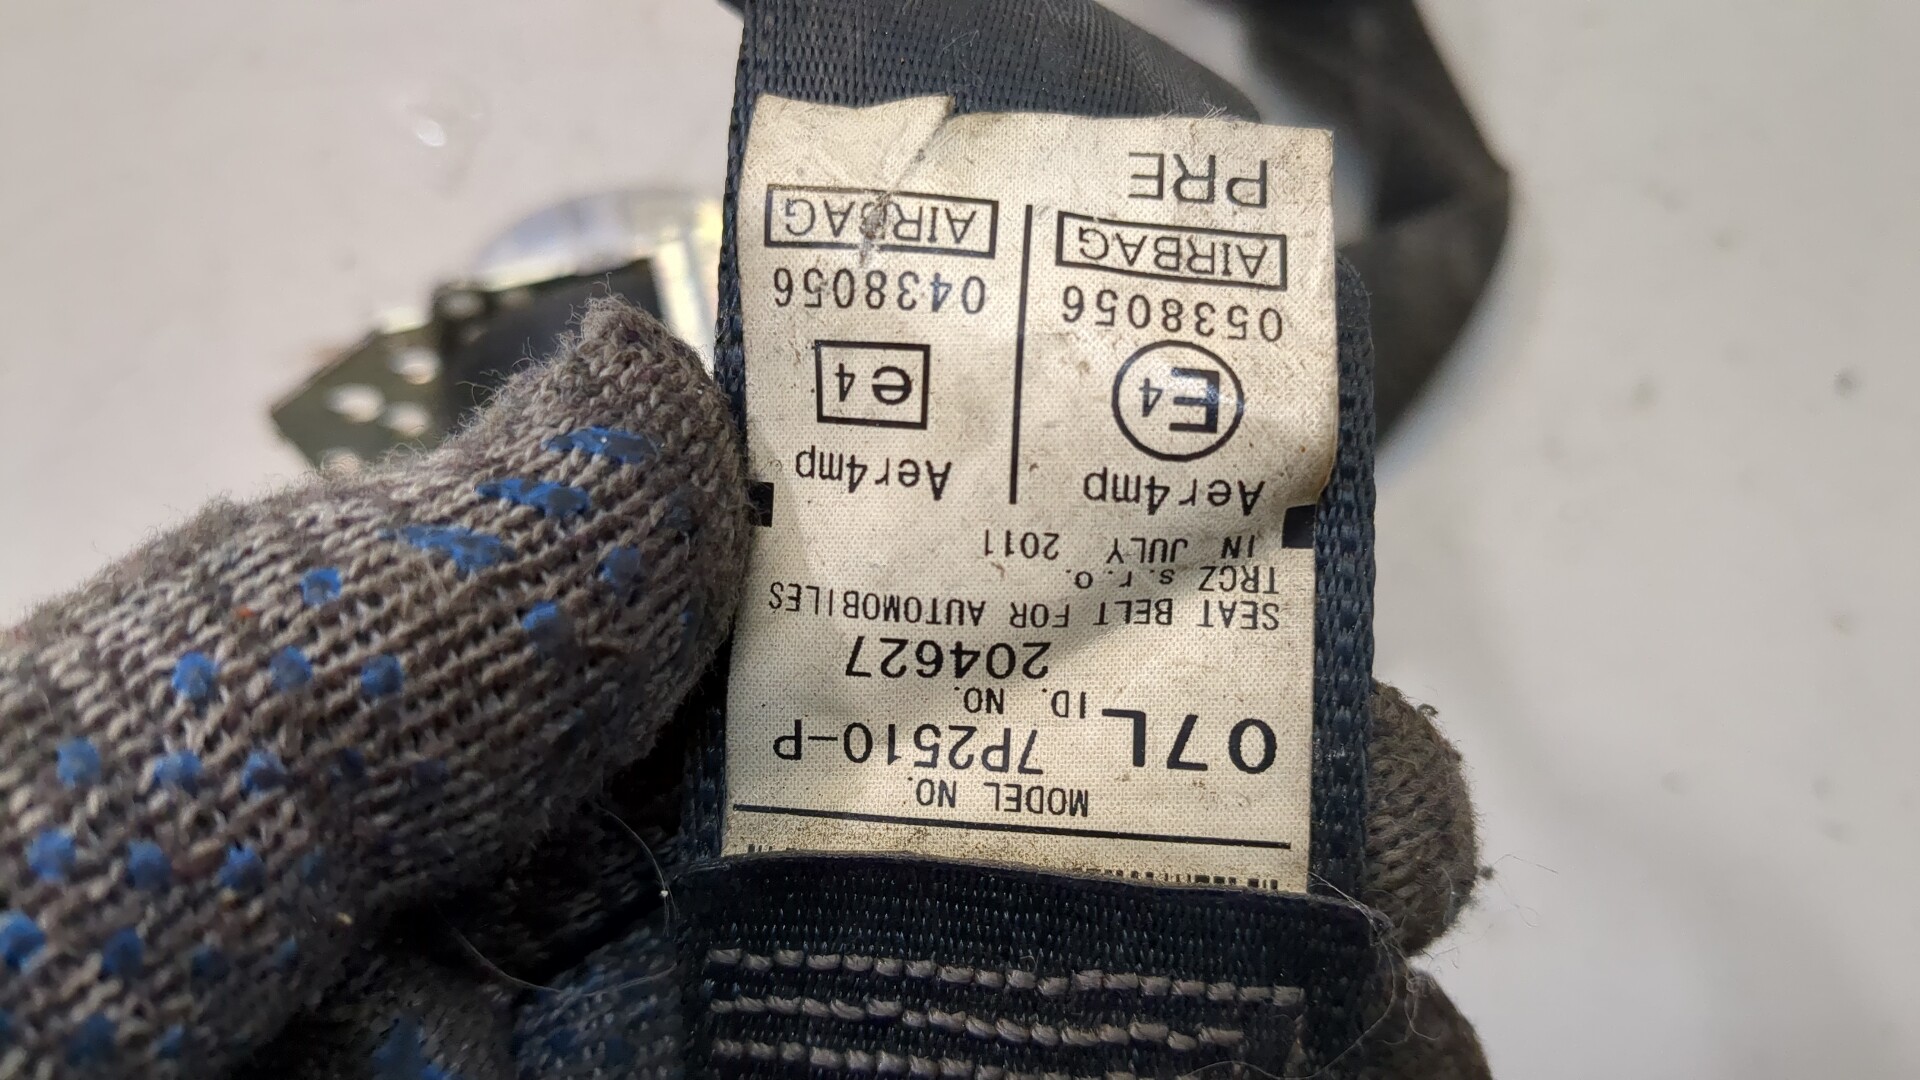 MODEL NO.
07L 7P2510-P
ID. NO.
204627
SEAT BELT FOR AUTOMOBILES
TRCZ s.r.o.
IN JULY 2011
Aer4mp Aer4mp
E4 e4
0538056 0438056
AIRBAG AIRBAG
PRE